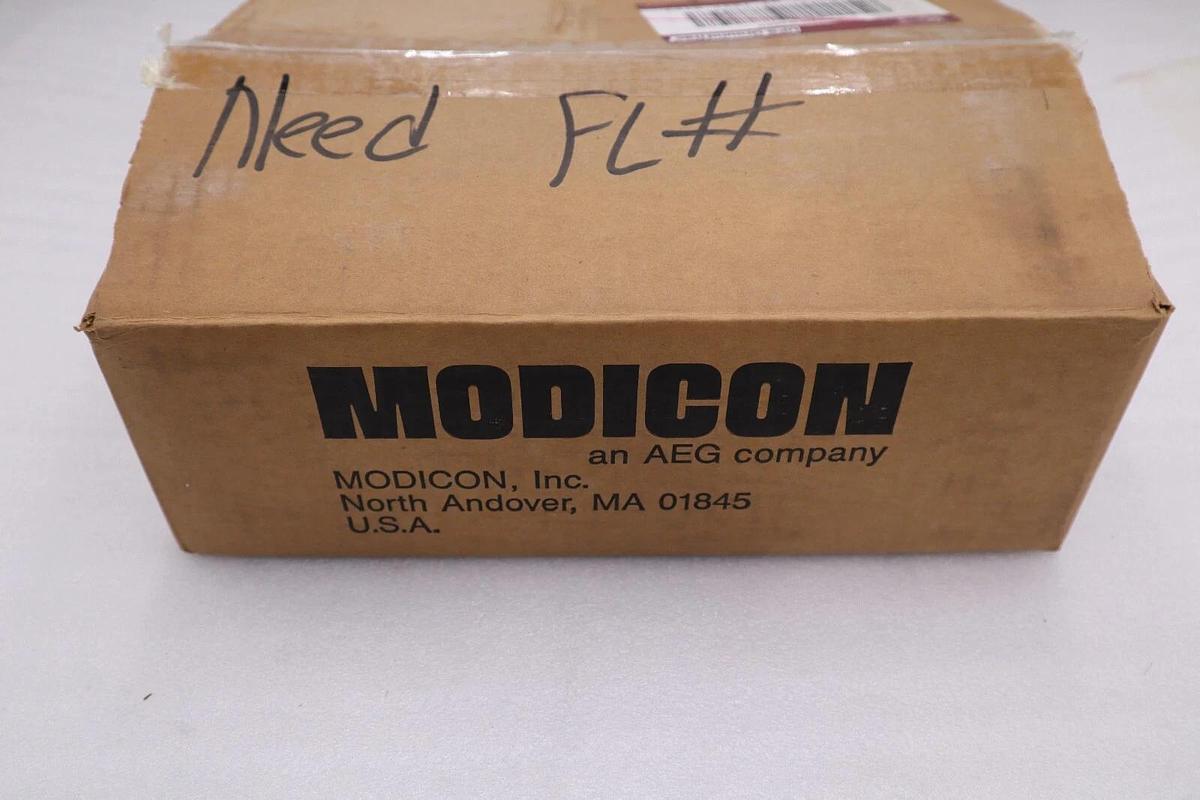 Need FL#
MODICON
an AEG company
MODICON, Inc.
North Andover, MA 01845
U.S.A.